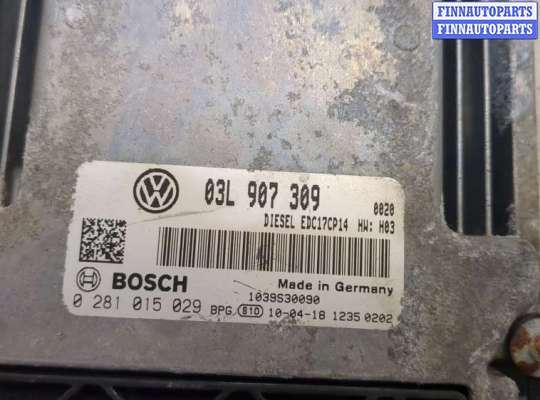 FINNAUTOPARTS
FINNAUTOPARTS
FINNAUTOPARTS
03L 907 309 0020
DIESEL EDC17CP14 HW: H03
BOSCH Made in Germany
1039S30090
0 281 015 029 BPG 810 10-04-18 1235 0202